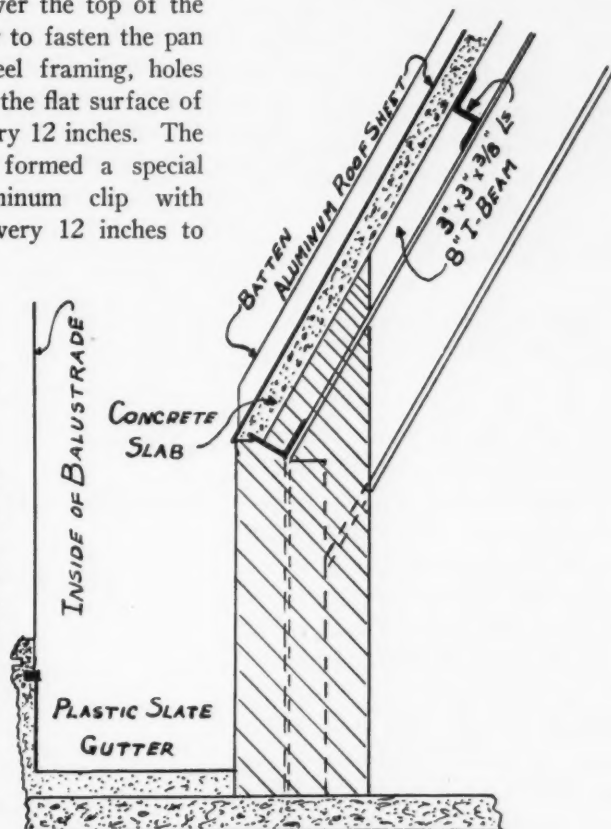 ver the top of the
r to fasten the pan
eel framing, holes
the flat surface of
ry 12 inches. The
formed a special
minum clip with
very 12 inches to
BATTEN
ALUMINUM ROOF SHEET
3" x 3" x 3/8" Ls
8" I-BEAM
INSIDE OF BALUSTRADE
CONCRETE
SLAB
PLASTIC SLATE
GUTTER